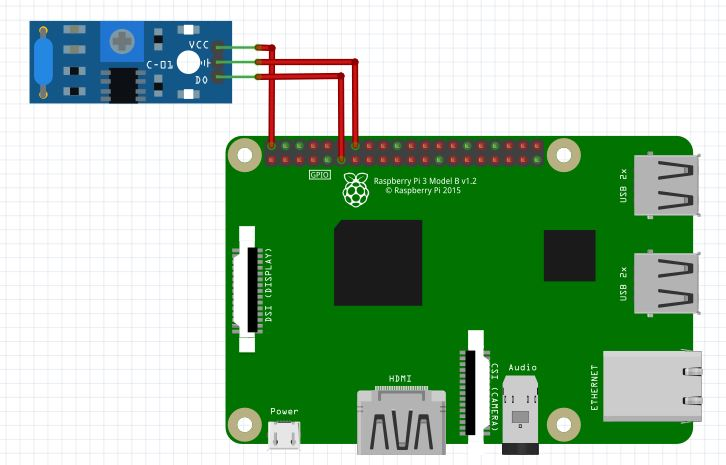 VCC
C-01
DO
GPIO
Raspberry Pi 3 Model B v1.2
© Raspberry Pi 2015
USB 2x
USB 2x
DSI (DISPLAY)
ETHERNET
CSI (CAMERA)
Audio
HDMI
Power